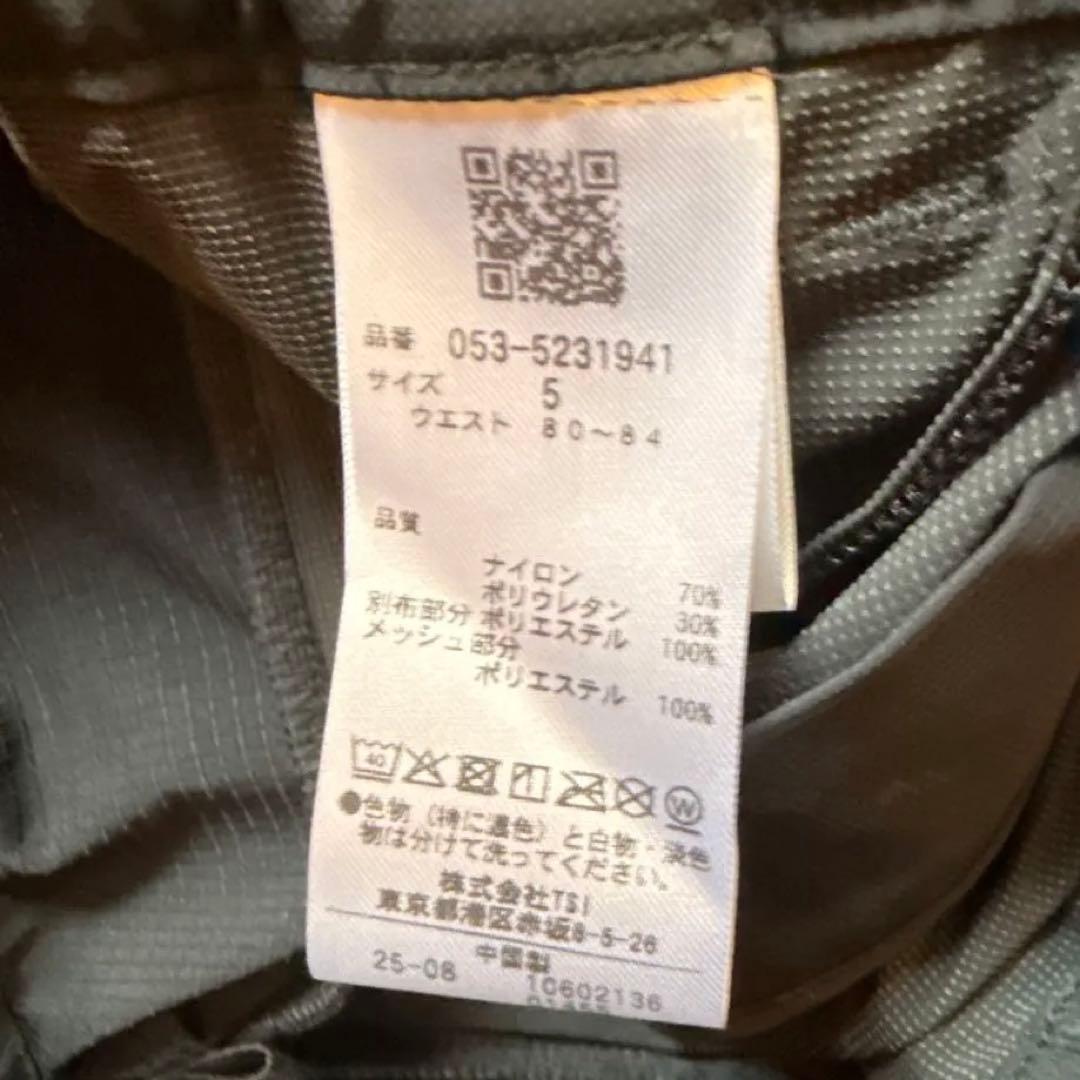 品番 053-5231941
サイズ 5
ウエスト 80～84
品質
ナイロン 70%
ポリウレタン 30%
別布部分 ポリエステル 100%
メッシュ部分
ポリエステル 100%
40
W
●色物（特に濃色）と白物・淡色
物は分けて洗ってください。
株式会社TSI
東京都港区赤坂8-5-26
中国製
25-08 10602136